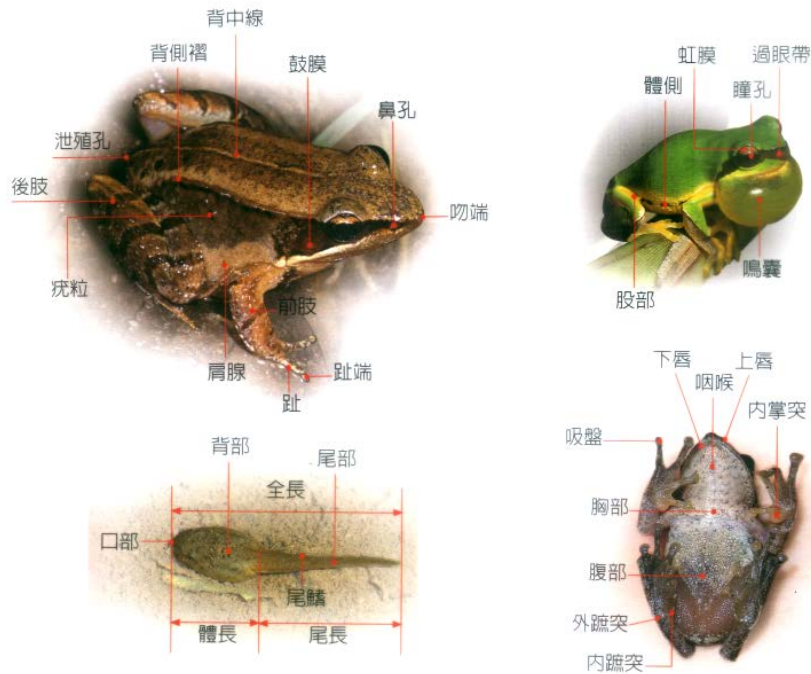 背中線
背側褶
鼓膜
鼻孔
泄殖孔
後肢
吻端
疣粒
前肢
肩腺
趾端
趾
虹膜
過眼帶
體側
瞳孔
鳴囊
股部
背部
尾部
全長
口部
尾鰭
體長
尾長
下唇
上唇
咽喉
內掌突
吸盤
胸部
腹部
外蹠突
內蹠突